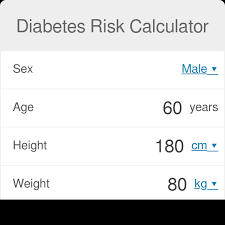 Diabetes Risk Calculator
Sex Male ▼
Age 60 years
Height 180 cm ▼
Weight 80 kg ▼